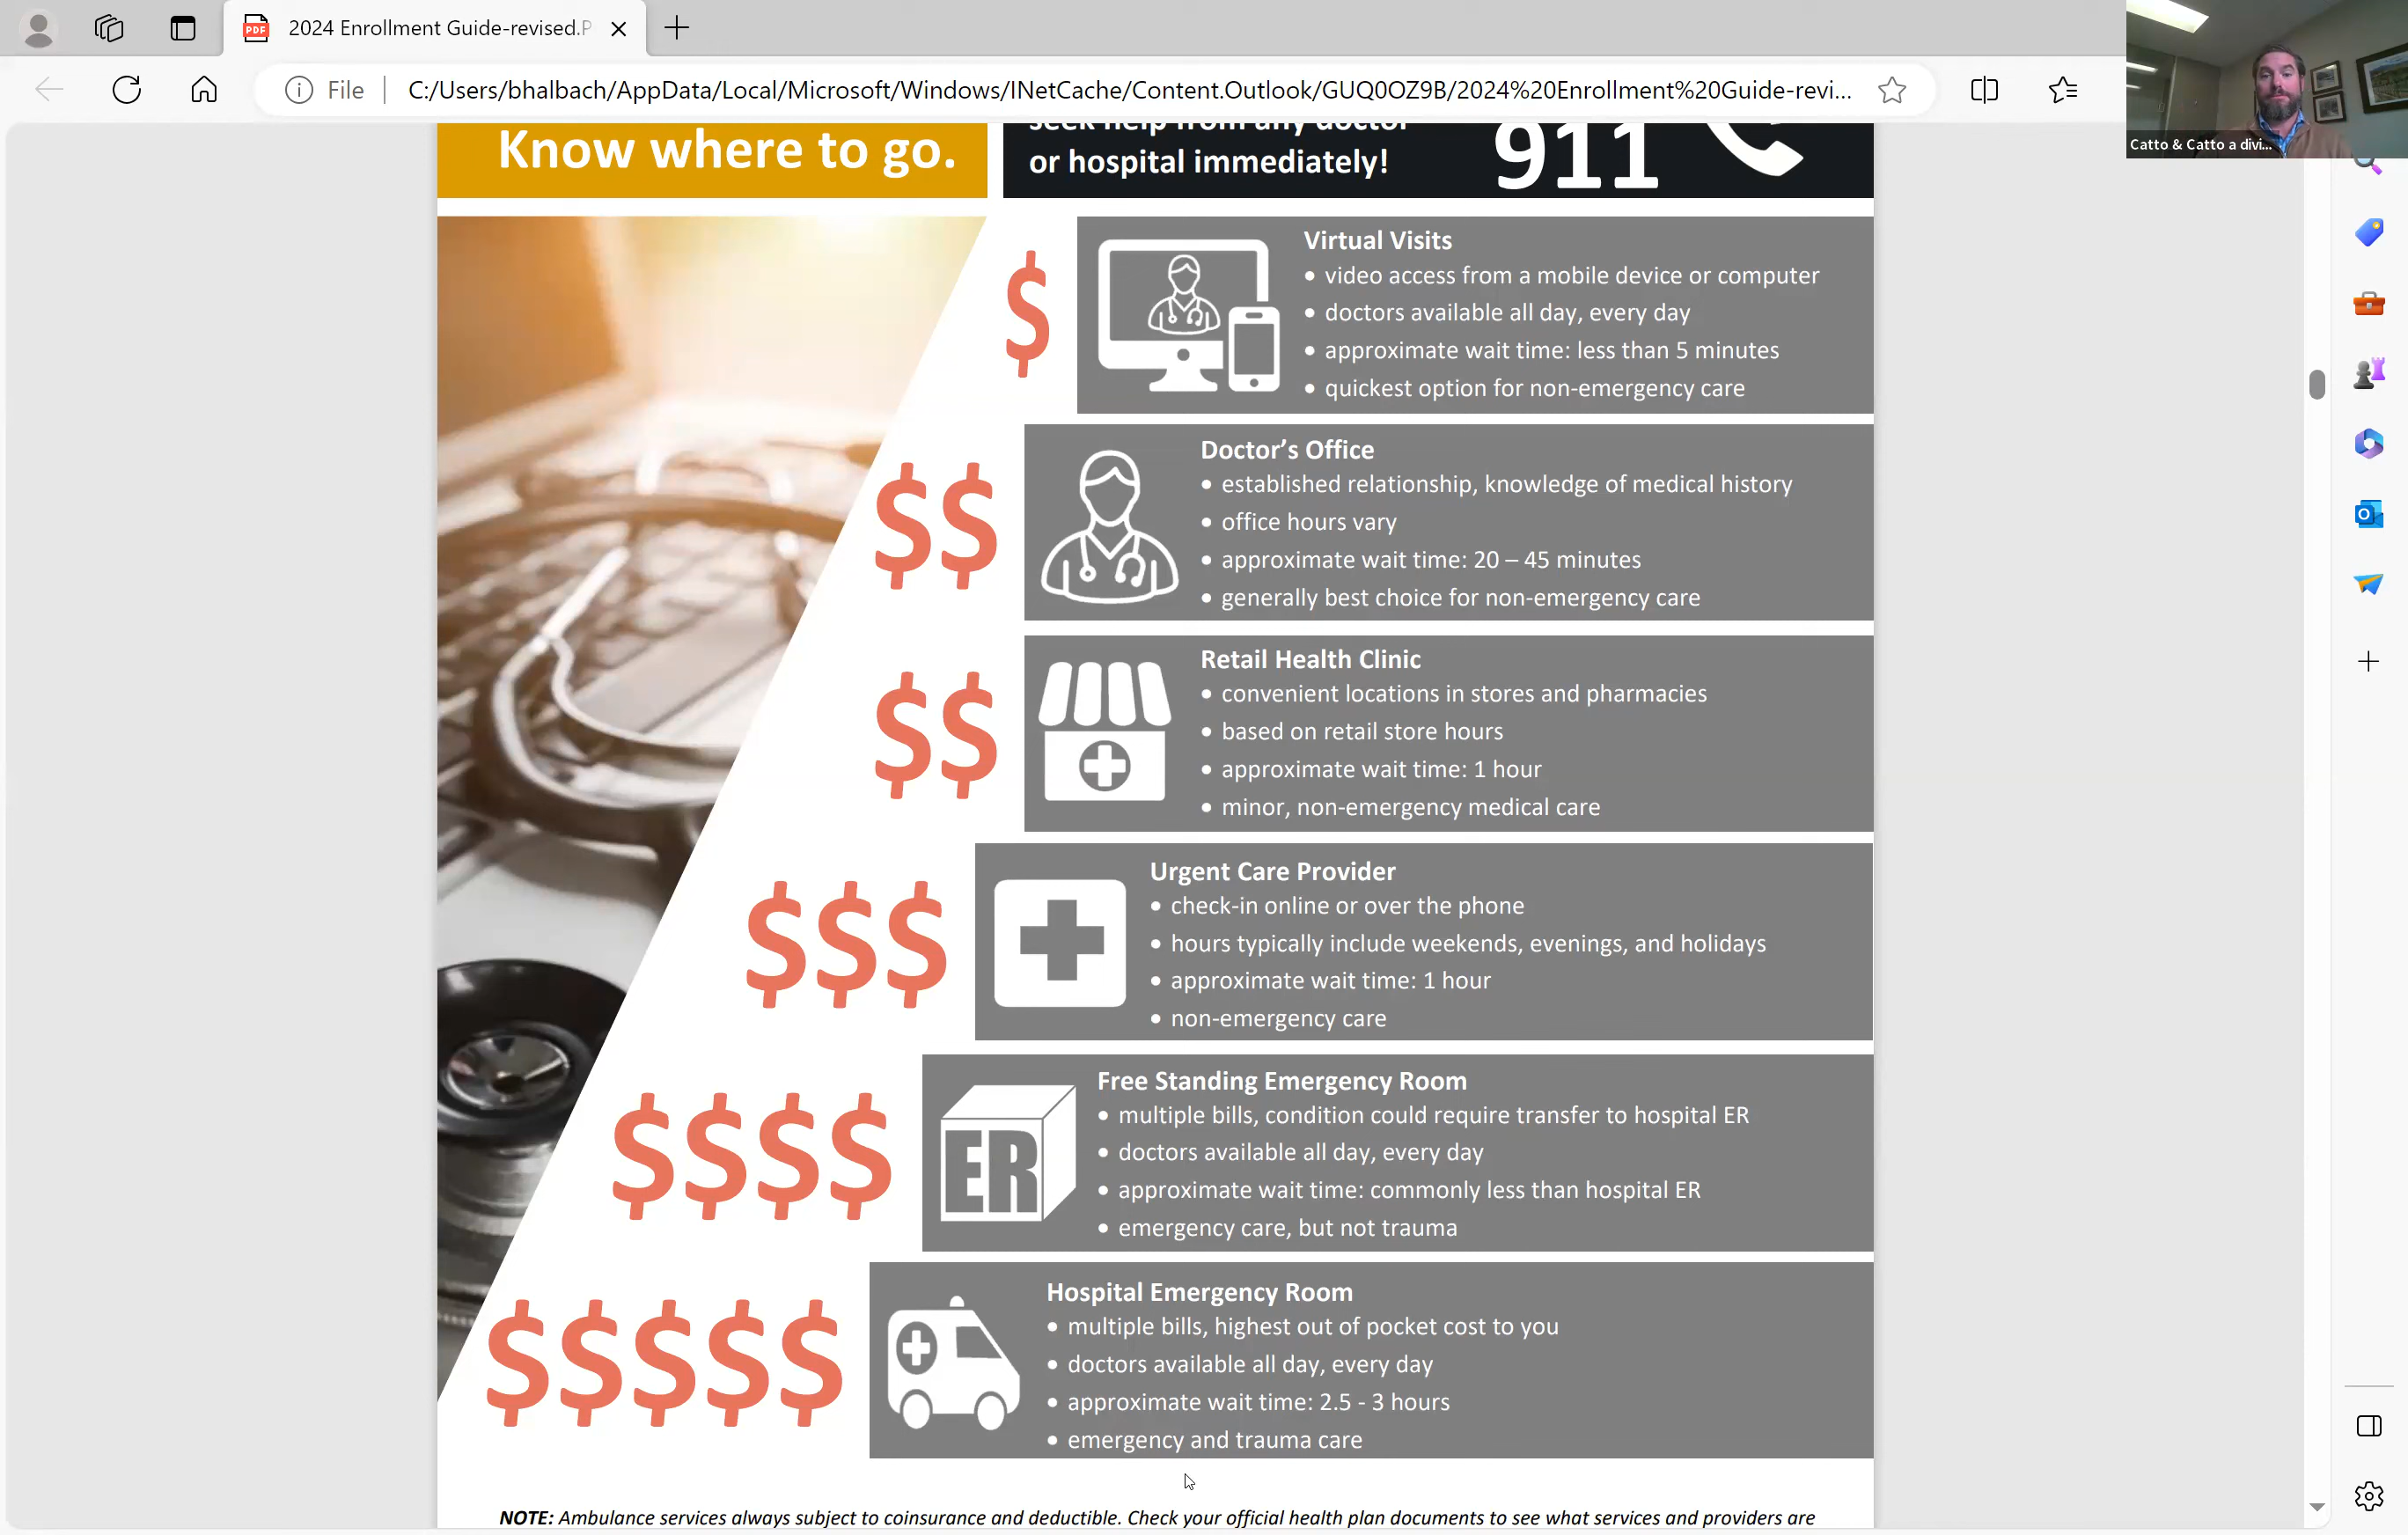 2024 Enrollment Guide-revised.P
File
C:/Users/bhalbach/AppData/Local/Microsoft/Windows/INetCache/Content.Outlook/GUQ0OZ9B/2024%20Enrollment%20Guide-revi...
Catto & Catto a divi...
Know where to go.
seek help from any doctor
or hospital immediately!
911
$
Virtual Visits
• video access from a mobile device or computer
• doctors available all day, every day
• approximate wait time: less than 5 minutes
• quickest option for non-emergency care
$$
Doctor’s Office
• established relationship, knowledge of medical history
• office hours vary
• approximate wait time: 20 – 45 minutes
• generally best choice for non-emergency care
$$
Retail Health Clinic
• convenient locations in stores and pharmacies
• based on retail store hours
• approximate wait time: 1 hour
• minor, non-emergency medical care
$$$
Urgent Care Provider
• check-in online or over the phone
• hours typically include weekends, evenings, and holidays
• approximate wait time: 1 hour
• non-emergency care
$$$$
ER
Free Standing Emergency Room
• multiple bills, condition could require transfer to hospital ER
• doctors available all day, every day
• approximate wait time: commonly less than hospital ER
• emergency care, but not trauma
$$$$$
Hospital Emergency Room
• multiple bills, highest out of pocket cost to you
• doctors available all day, every day
• approximate wait time: 2.5 - 3 hours
• emergency and trauma care
NOTE: Ambulance services always subject to coinsurance and deductible. Check your official health plan documents to see what services and providers are